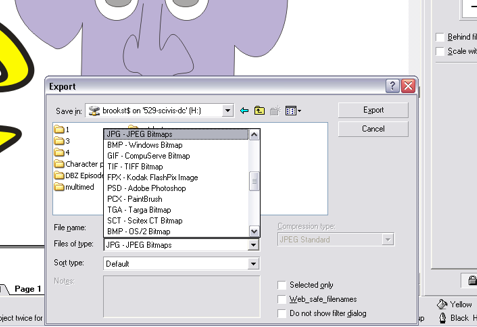 Export
Save in: brook.st$ on '529-scivis-dc' (H:)
Export
Cancel
1
3
4
Character p
DBZ Episod
multimed
JPG - JPEG Bitmaps
BMP - Windows Bitmap
GIF - CompuServe Bitmap
TIF - TIFF Bitmap
FPX - Kodak FlashPix Image
PSD - Adobe Photoshop
PCX - PaintBrush
TGA - Targa Bitmap
SCT - Scitex CT Bitmap
BMP - OS/2 Bitmap
File name:
Files of type: JPG - JPEG Bitmaps
Sort type: Default
Notes:
Compression type:
JPEG Standard
Selected only
Web_safe_filenames
Do not show filter dialog
Behind fil
Scale wit
Page 1
ject twice for
Yellow
Black